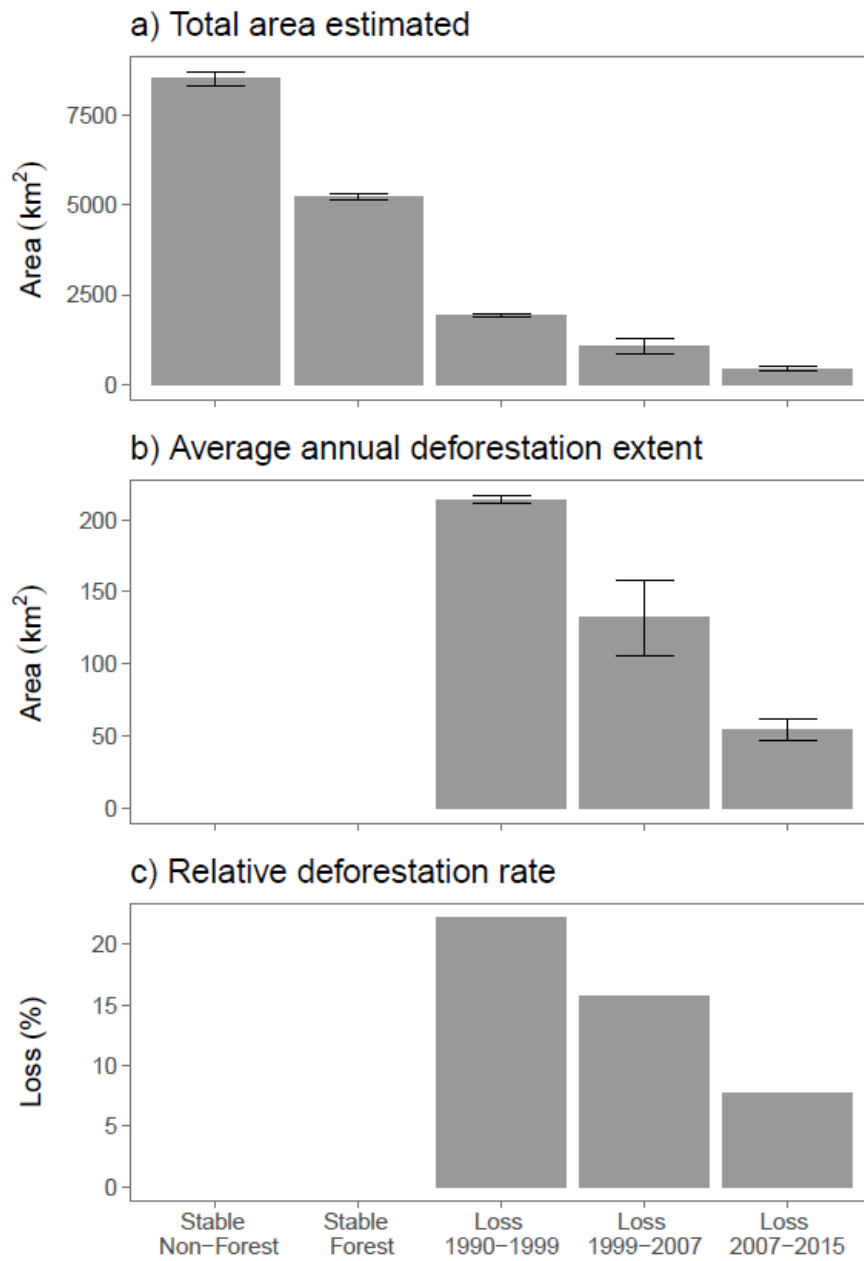 a) Total area estimated
Area (km²)
7500
5000
2500
0
b) Average annual deforestation extent
Area (km²)
200
150
100
50
0
c) Relative deforestation rate
Loss (%)
20
15
10
5
0
Stable Non−Forest
Stable Forest
Loss 1990−1999
Loss 1999−2007
Loss 2007−2015